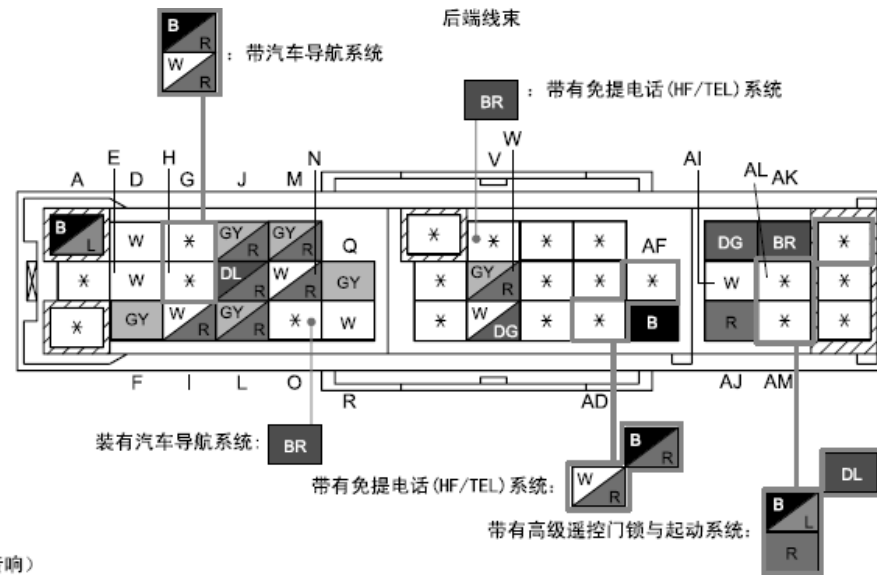 后端线束
B
R
W
R
：带汽车导航系统
BR
：带有免提电话(HF/TEL)系统
A E D H G J M N V W AI AL AK
B
L
W * GY
R
GY
R
Q * * * * AF DG BR *
* W * DL
R
W
R
GY * GY
R
* * * W * *
* GY W
R
GY
R
* W * W
DG
* * B R * *
F I L O R AD AJ AM
装有汽车导航系统:
BR
带有免提电话(HF/TEL)系统:
B
R
W
R
DL
带有高级遥控门锁与起动系统:
B
L
R
响）